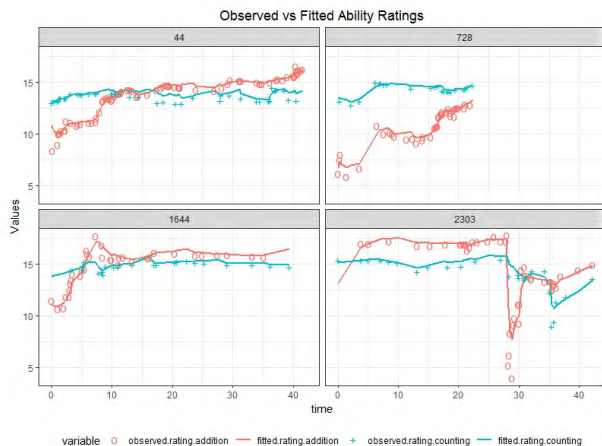 Observed vs Fitted Ability Ratings
44
728
15
10
5
1644
2303
15
10
5
0 10 20 30 40
0 10 20 30 40
Values
time
variable observed.rating.addition fitted.rating.addition observed.rating.counting fitted.rating.counting